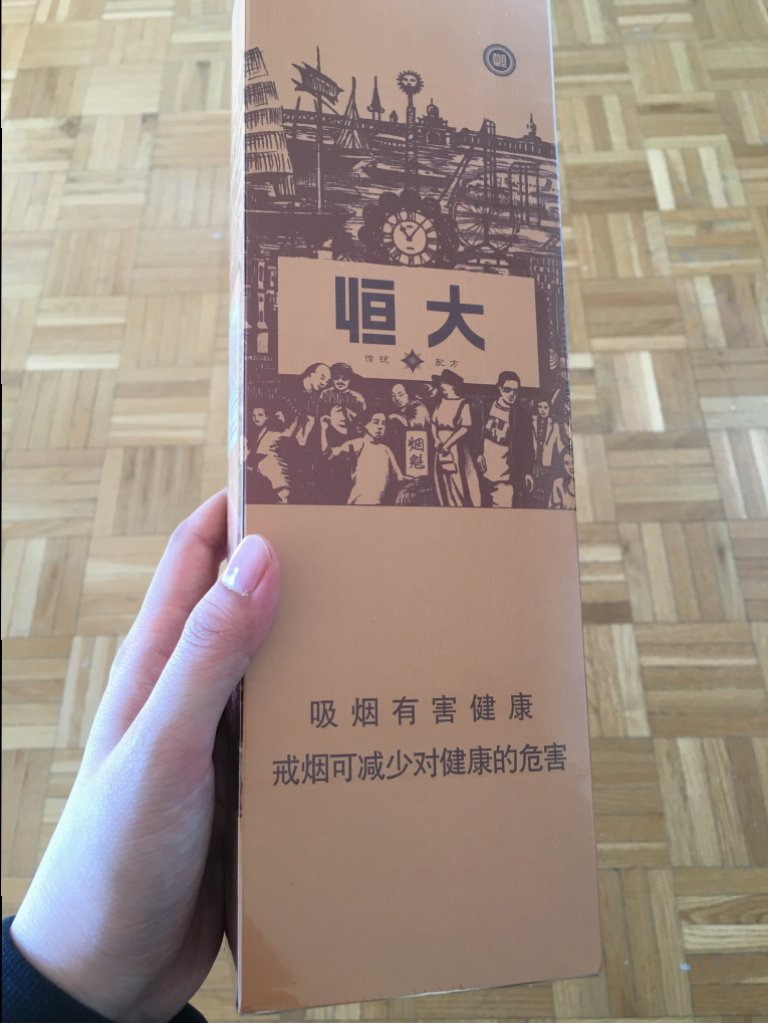 恒大
传统 配方
烟魁
吸烟有害健康
戒烟可减少对健康的危害